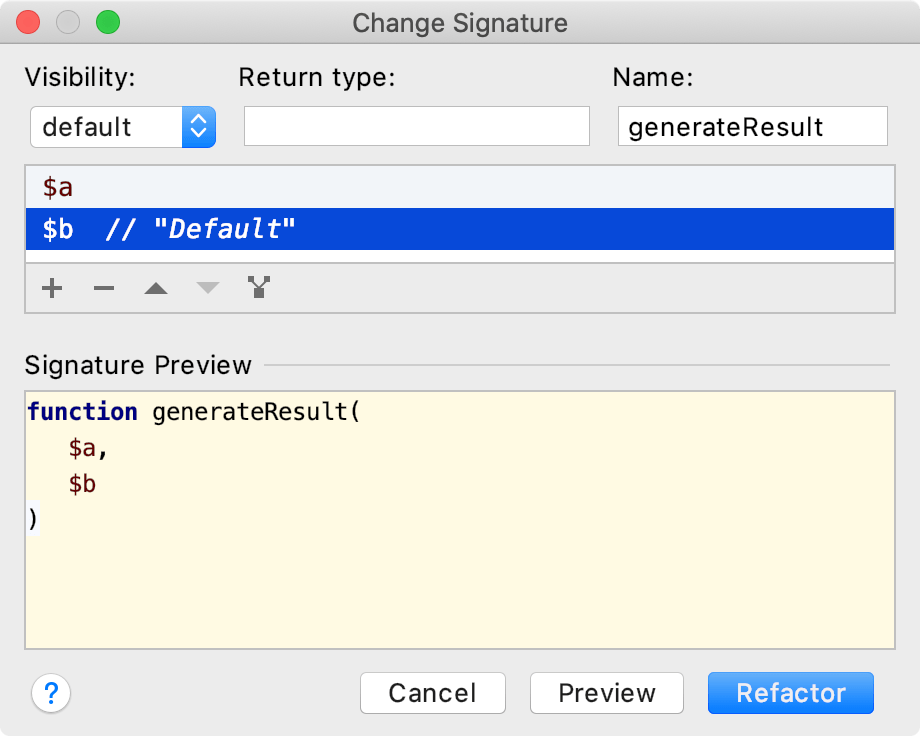 Change Signature
Visibility: Return type: Name:
default generateResult
$a
$b // "Default"
Signature Preview
function generateResult(
$a,
$b
)
? Cancel Preview Refactor